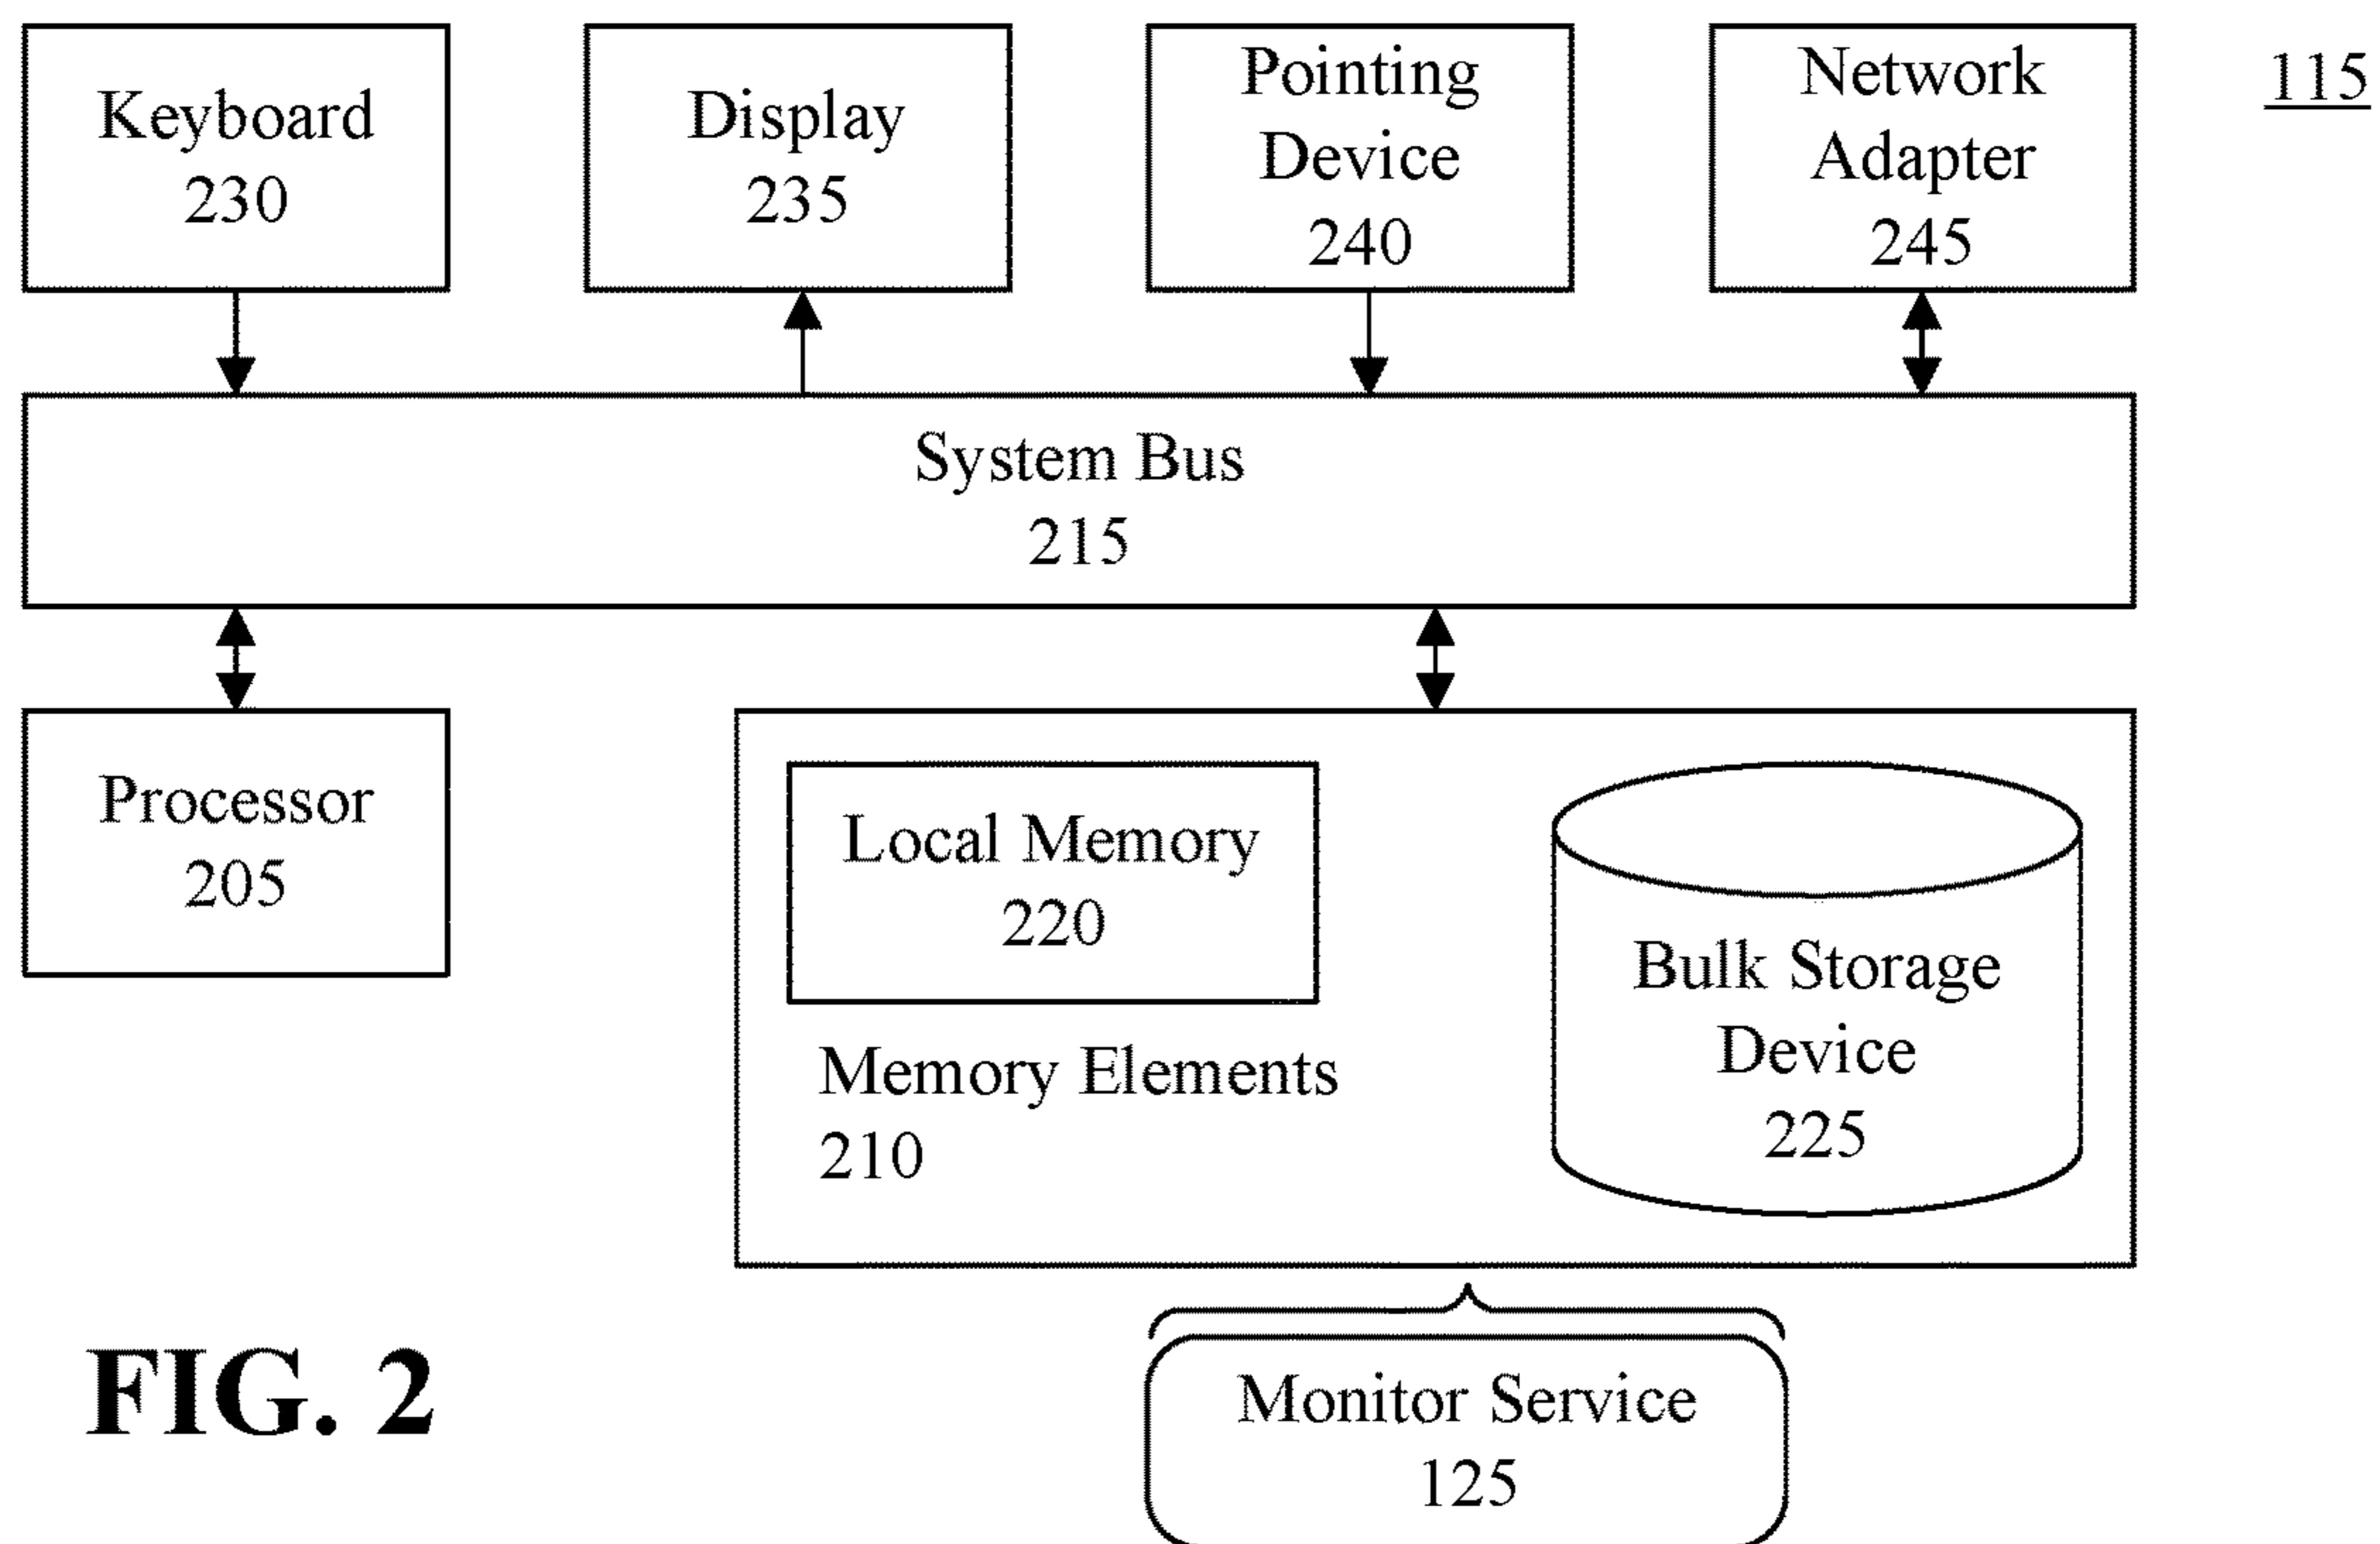 Keyboard
230
Display
235
Pointing
Device
240
Network
Adapter
245
115
System Bus
215
Processor
205
Local Memory
220
Memory Elements
210
Bulk Storage
Device
225
Monitor Service
125
FIG. 2